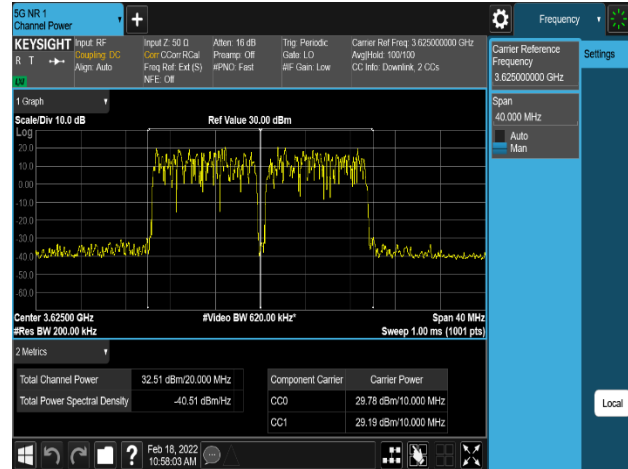 5G NR 1
Channel Power
Frequency
KEYSIGHT
R T
LW
Input: RF
Coupling: DC
Align: Auto
Input Z: 50 Ω
Corr CCorr RCal
Freq Ref: Ext (S)
NFE: Off
Atten: 16 dB
Preamp: Off
#PNO: Fast
Trig: Periodic
Gate: LO
#IF Gain: Low
Carrier Ref Freq: 3.625000000 GHz
Avg|Hold: 100/100
CC Info: Downlink, 2 CCs
Carrier Reference
Frequency
3.625000000 GHz
Settings
Span
40.000 MHz
Auto
Man
1 Graph
Scale/Div 10.0 dB
Ref Value 30.00 dBm
Log
20.0
10.0
0.00
-10.0
-20.0
-30.0
-40.0
-50.0
-60.0
Center 3.62500 GHz
#Video BW 620.00 kHz*
Span 40 MHz
#Res BW 200.00 kHz
Sweep 1.00 ms (1001 pts)
2 Metrics
Total Channel Power 32.51 dBm/20.000 MHz
Total Power Spectral Density -40.51 dBm/Hz
Component Carrier Carrier Power
CC0 29.78 dBm/10.000 MHz
CC1 29.19 dBm/10.000 MHz
Local
Feb 18, 2022
10:58:03 AM